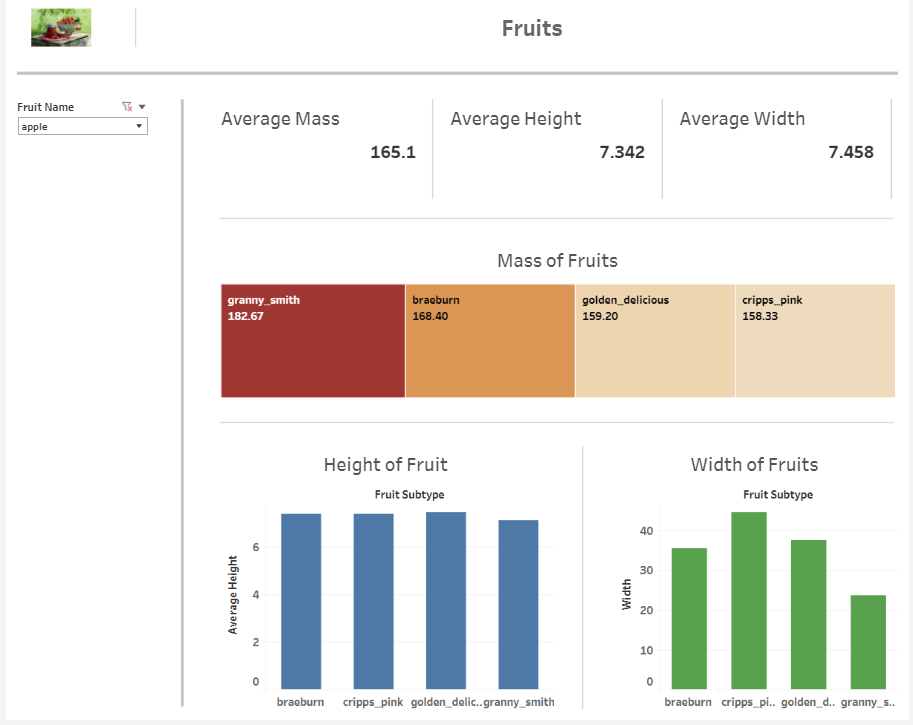 Fruits
Fruit Name
apple
Average Mass
165.1
Average Height
7.342
Average Width
7.458
Mass of Fruits
granny_smith
182.67
braeburn
168.40
golden_delicious
159.20
cripps_pink
158.33
Height of Fruit
Fruit Subtype
Average Height
6
4
2
0
braeburn cripps_pink golden_delic.. granny_smith
Width of Fruits
Fruit Subtype
Width
40
30
20
10
0
braeburn cripps_pi.. golden_d.. granny_s..